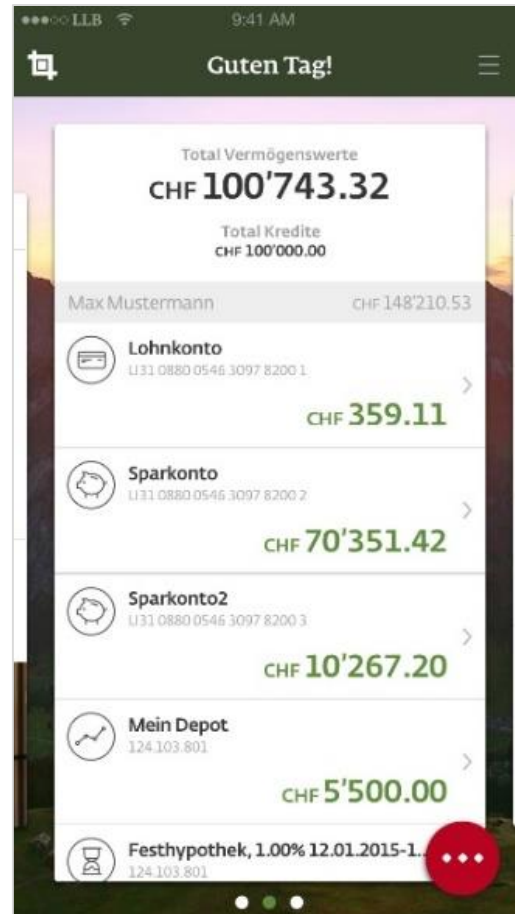 LLB 9:41 AM
Guten Tag!
Total Vermögenswerte
CHF 100'743.32
Total Kredite
CHF 100'000.00
Max Mustermann CHF 148'210.53
Lohnkonto
LI31 0880 0546 3097 8200 1
CHF 359.11
Sparkonto
LI31 0880 0546 3097 8200 2
CHF 70'351.42
Sparkonto2
LI31 0880 0546 3097 8200 3
CHF 10'267.20
Mein Depot
124.103.801
CHF 5'500.00
Festhypothek, 1.00% 12.01.2015-1...
124.103.801